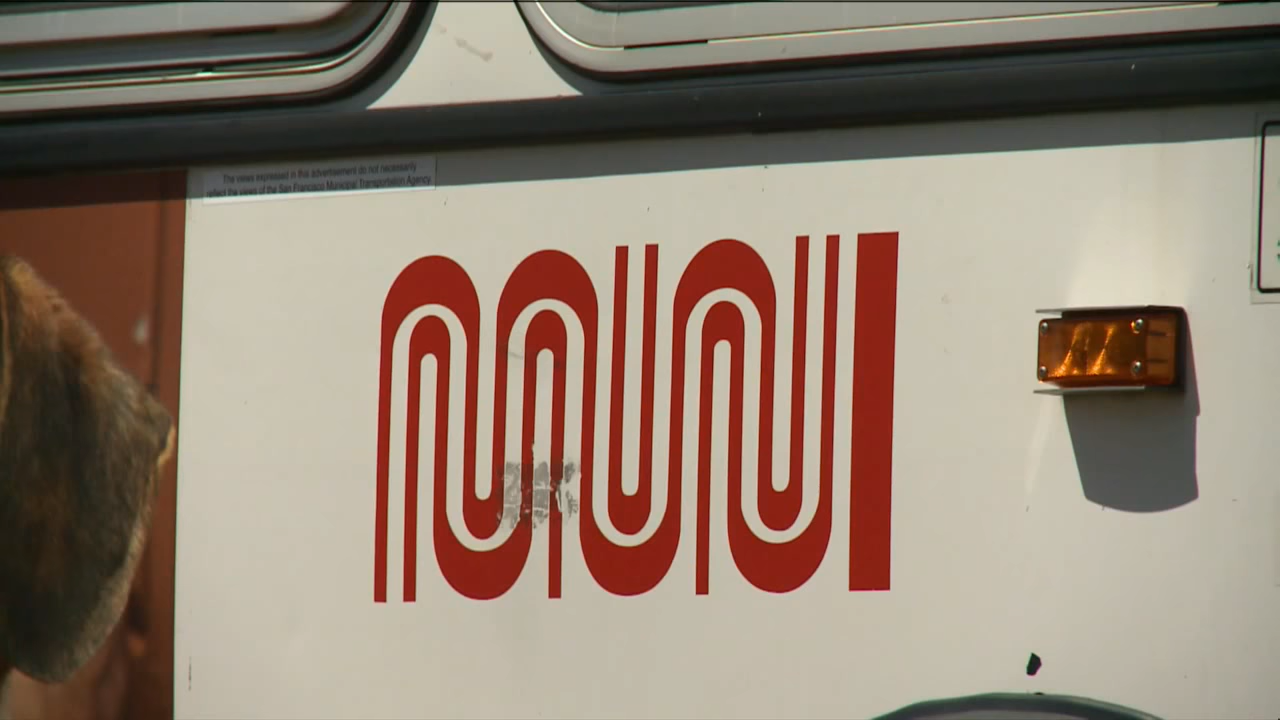 The views expressed in this advertisement do not necessarily
reflect the views of the San Francisco Municipal Transportation Agency.
MUNI